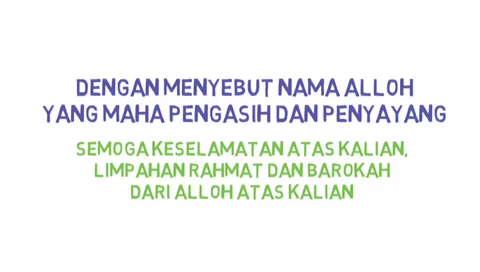 DENGAN MENYEBUT NAMA ALLOH
YANG MAHA PENGASIH DAN PENYAYANG
SEMOGA KESELAMATAN ATAS KALIAN,
LIMPAHAN RAHMAT DAN BAROKAH
DARI ALLOH ATAS KALIAN